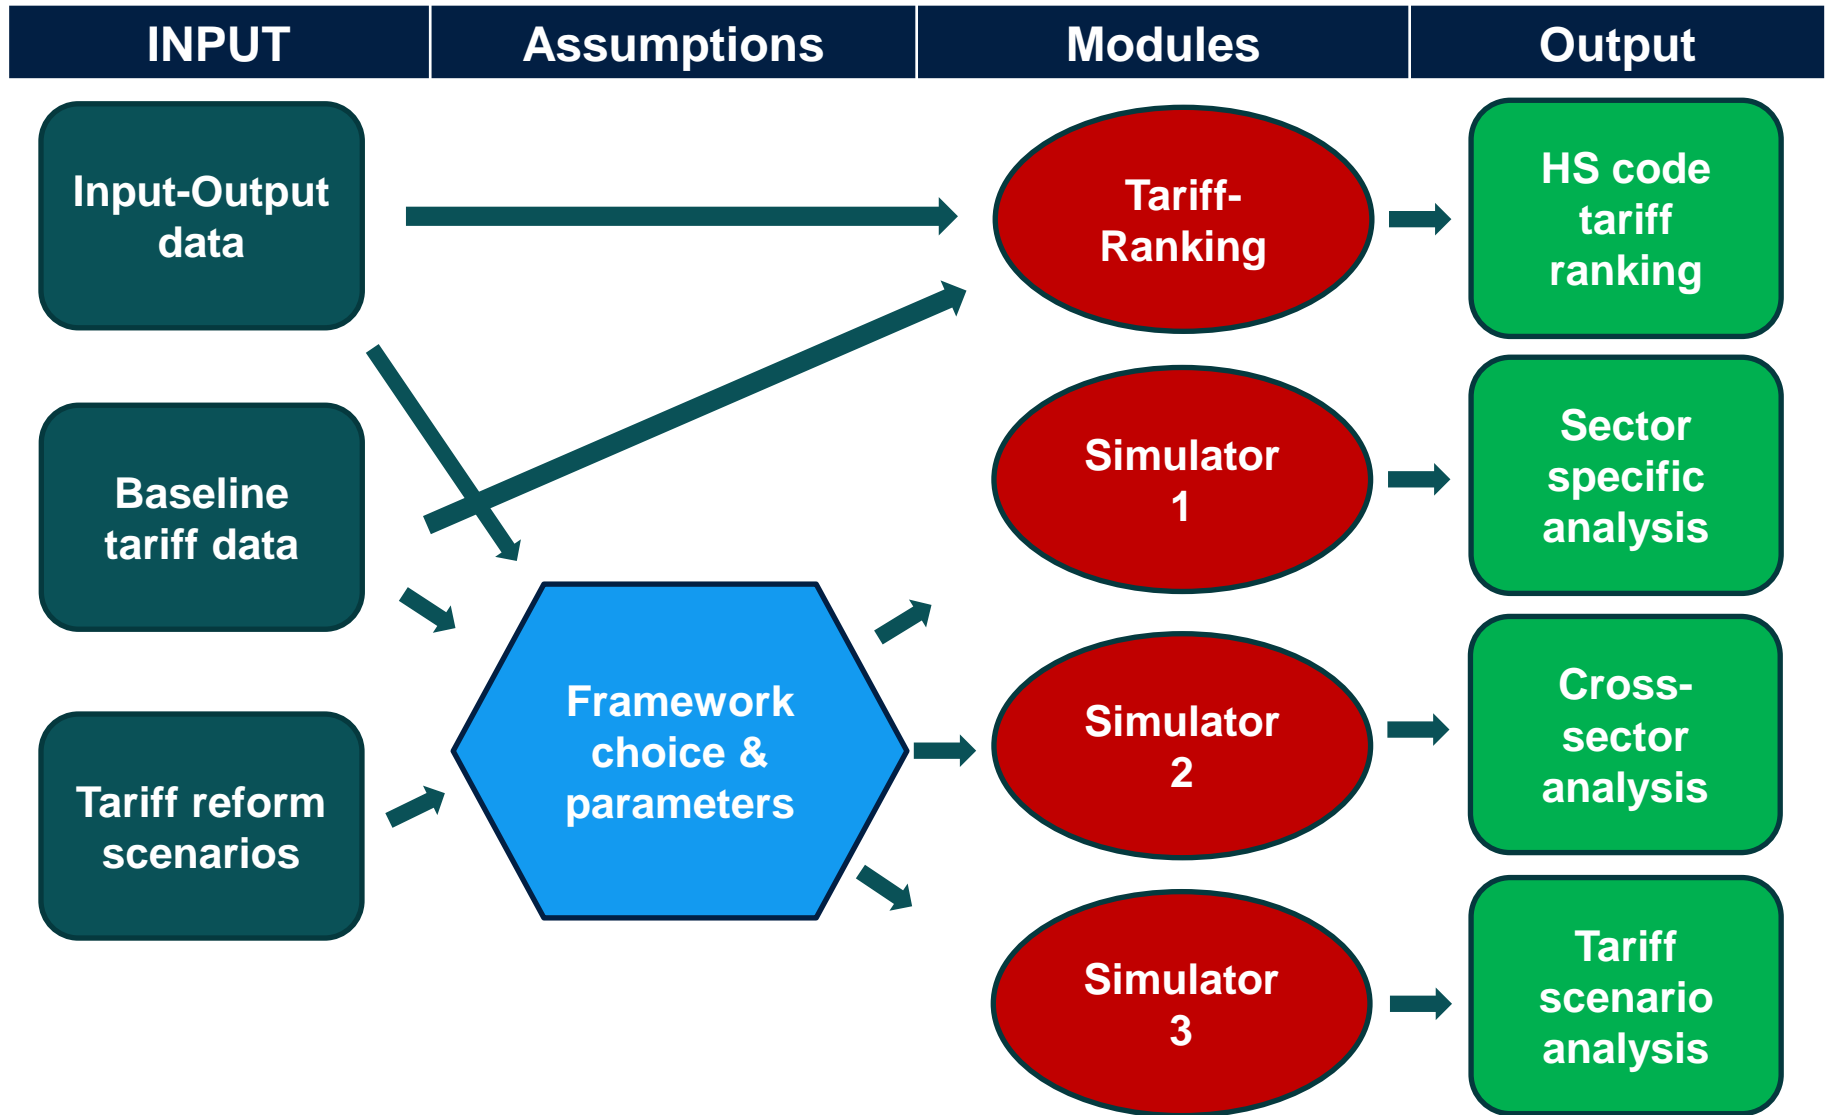 INPUT
Assumptions
Modules
Output
Input-Output
data
Tariff-
Ranking
HS code
tariff
ranking
Baseline
tariff data
Simulator
1
Sector
specific
analysis
Tariff reform
scenarios
Framework
choice &
parameters
Simulator
2
Cross-
sector
analysis
Simulator
3
Tariff
scenario
analysis